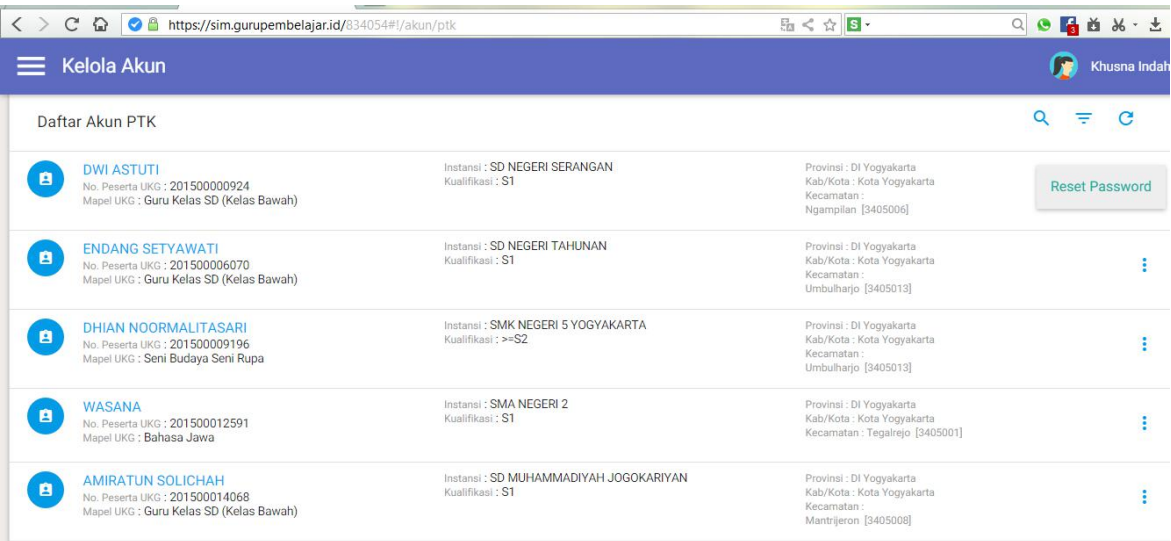 https://sim.gurupembelajar.id/834054#!/akun/ptk
S
3
Kelola Akun
Khusna Indah
Daftar Akun PTK
DWI ASTUTI
No. Peserta UKG : 201500000924
Mapel UKG : Guru Kelas SD (Kelas Bawah)
Instansi : SD NEGERI SERANGAN
Kualifikasi : S1
Provinsi : DI Yogyakarta
Kab/Kota : Kota Yogyakarta
Kecamatan :
Ngampilan [3405006]
Reset Password
ENDANG SETYAWATI
No. Peserta UKG : 201500006070
Mapel UKG : Guru Kelas SD (Kelas Bawah)
Instansi : SD NEGERI TAHUNAN
Kualifikasi : S1
Provinsi : DI Yogyakarta
Kab/Kota : Kota Yogyakarta
Kecamatan :
Umbulharjo [3405013]
DHIAN NOORMALITASARI
No. Peserta UKG : 201500009196
Mapel UKG : Seni Budaya Seni Rupa
Instansi : SMK NEGERI 5 YOGYAKARTA
Kualifikasi : >=S2
Provinsi : DI Yogyakarta
Kab/Kota : Kota Yogyakarta
Kecamatan :
Umbulharjo [3405013]
WASANA
No. Peserta UKG : 201500012591
Mapel UKG : Bahasa Jawa
Instansi : SMA NEGERI 2
Kualifikasi : S1
Provinsi : DI Yogyakarta
Kab/Kota : Kota Yogyakarta
Kecamatan : Tegalrejo [3405001]
AMIRATUN SOLICHAH
No. Peserta UKG : 201500014068
Mapel UKG : Guru Kelas SD (Kelas Bawah)
Instansi : SD MUHAMMADIYAH JOGOKARIYAN
Kualifikasi : S1
Provinsi : DI Yogyakarta
Kab/Kota : Kota Yogyakarta
Kecamatan :
Mantrijeron [3405008]